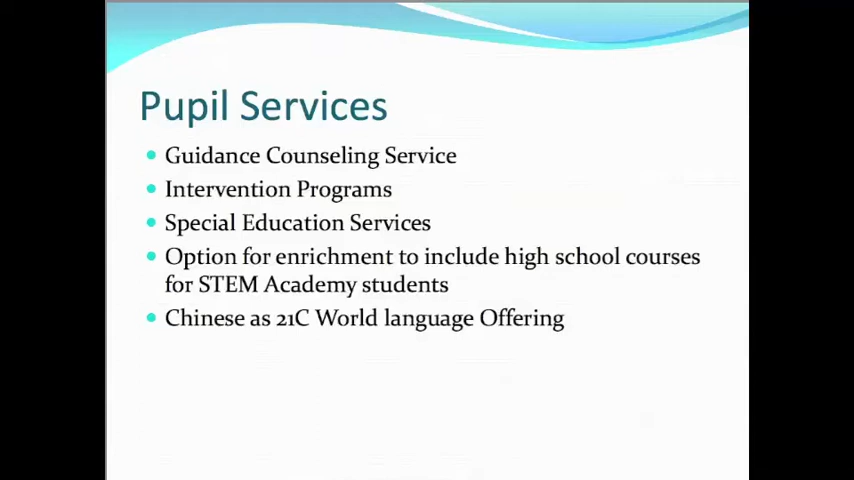 Pupil Services
Guidance Counseling Service
Intervention Programs
Special Education Services
Option for enrichment to include high school courses
for STEM Academy students
Chinese as 21C World language Offering